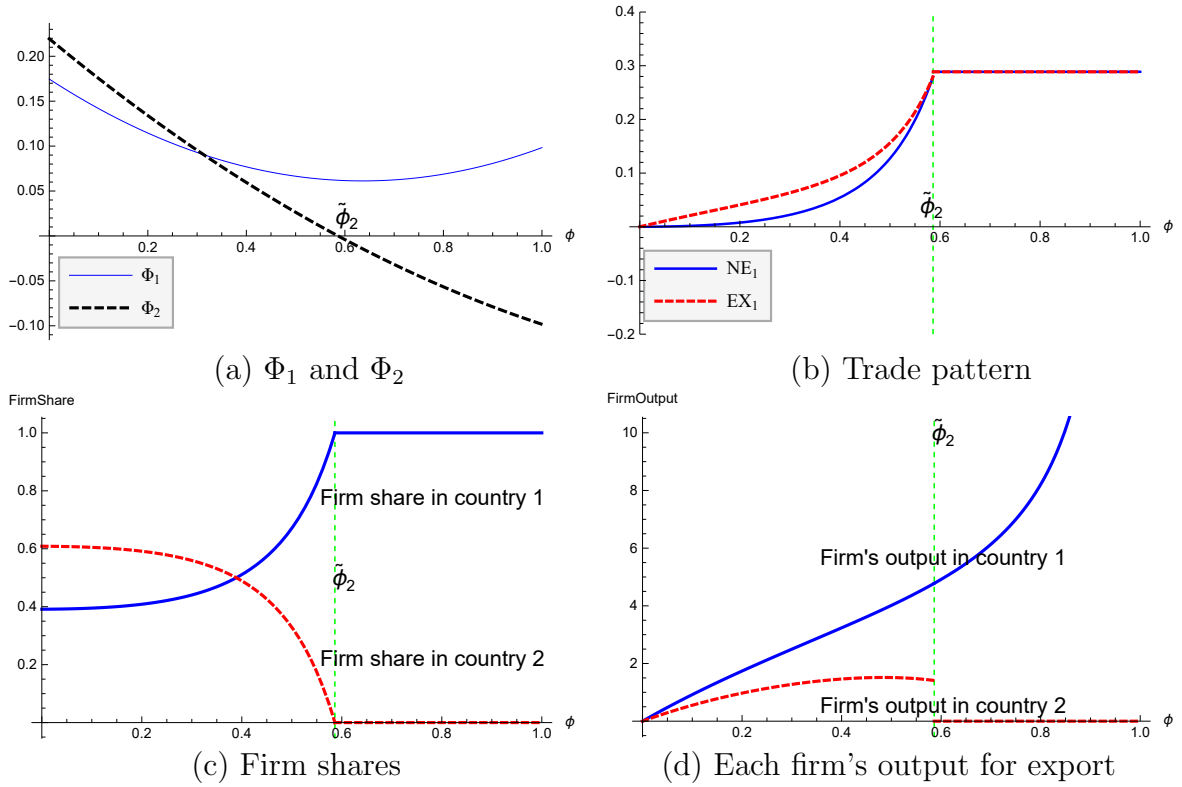 0.20
0.15
0.10
0.05
-0.05
-0.10
0.2
0.4
0.6
0.8
1.0
ϕ
ϕ̃₂
Φ₁
Φ₂
(a) Φ₁ and Φ₂
0.4
0.3
0.2
0.1
-0.1
-0.2
0.2
0.4
0.6
0.8
1.0
ϕ
ϕ̃₂
NE₁
EX₁
(b) Trade pattern
FirmShare
1.0
0.8
0.6
0.4
0.2
0.2
0.4
0.6
0.8
1.0
ϕ
Firm share in country 1
ϕ̃₂
Firm share in country 2
(c) Firm shares
FirmOutput
10
8
6
4
2
0.2
0.4
0.6
0.8
1.0
ϕ
ϕ̃₂
Firm's output in country 1
Firm's output in country 2
(d) Each firm's output for export